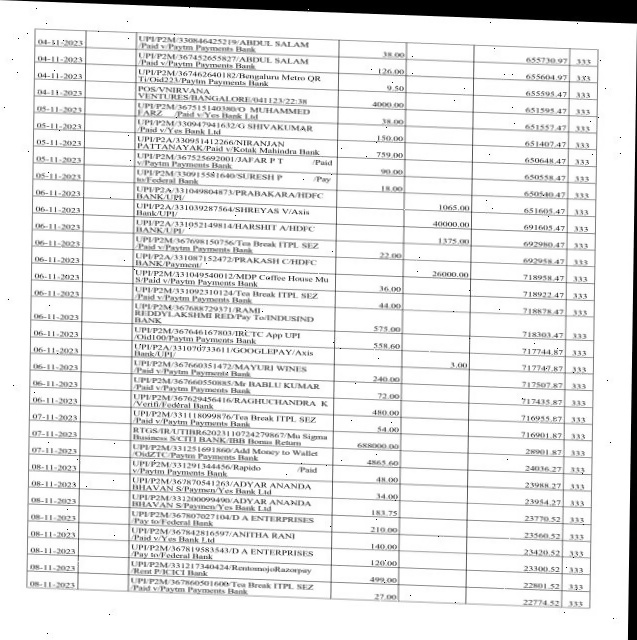 04-11-2023 UPI/P2M/330846425219/ABDUL SALAM 38.00 655730.97 333
/Paid v/Paytm Payments Bank
04-11-2023 UPI/P2M/367452655827/ABDUL SALAM 126.00 655604.97 333
/Paid v/Paytm Payments Bank
04-11-2023 UPI/P2M/367462640182/Bengaluru Metro QR 9.50 655595.47 333
Ti/Oid223/Paytm Payments Bank
04-11-2023 POS/VNIRVANA 4000.00 651595.47 333
VENTURES/BANGALORE/041123/22:38
05-11-2023 UPI/P2M/367515140380/O MUHAMMED 38.00 651557.47 333
FARZ /Paid v/Yes Bank Ltd
05-11-2023 UPI/P2M/330947941632/G SHIVAKUMAR 150.00 651407.47 333
/Paid v/Yes Bank Ltd
05-11-2023 UPI/P2A/330951412266/NIRANJAN 759.00 650648.47 333
PATTANAYAK/Paid v/Kotak Mahindra Bank
05-11-2023 UPI/P2M/367525692001/JAFAR P T /Paid 90.00 650558.47 333
v/Paytm Payments Bank
05-11-2023 UPI/P2M/330915581640/SURESH P /Pay 18.00 650540.47 333
to/Federal Bank
06-11-2023 UPI/P2A/331049804873/PRABAKARA/HDFC 1065.00 651605.47 333
BANK/UPI/
06-11-2023 UPI/P2A/331039287564/SHREYAS V/Axis 40000.00 691605.47 333
Bank/UPI/
06-11-2023 UPI/P2A/331052149814/HARSHIT A/HDFC 1375.00 692980.47 333
BANK/UPI/
06-11-2023 UPI/P2M/367698150756/Tea Break ITPL SEZ 22.00 692958.47 333
/Paid v/Paytm Payments Bank
06-11-2023 UPI/P2A/331087152472/PRAKASH C/HDFC 26000.00 718958.47 333
BANK/Payment/
06-11-2023 UPI/P2M/331049540012/MDP Coffee House Mu 36.00 718922.47 333
S/Paid v/Paytm Payments Bank
06-11-2023 UPI/P2M/331092310124/Tea Break ITPL SEZ 44.00 718878.47 333
/Paid v/Paytm Payments Bank
06-11-2023 UPI/P2M/367688729371/RAMI 575.00 718303.47 333
REDDYLAKSHMI RED/Pay To/INDUSIND
BANK
06-11-2023 UPI/P2M/367646167803/IRCTC App UPI 558.60 717744.87 333
/Oid100/Paytm Payments Bank
06-11-2023 UPI/P2A/331070733611/GOOGLEPAY/Axis 3.00 717747.87 333
Bank/UPI/
06-11-2023 UPI/P2M/367660351472/MAYURI WINES 240.00 717507.87 333
/Paid v/Paytm Payments Bank
06-11-2023 UPI/P2M/367660550885/Mr BABLU KUMAR 72.00 717435.87 333
/Paid v/Paytm Payments Bank
06-11-2023 UPI/P2M/367629456416/RAGHUCHANDRA K 480.00 716955.87 333
/Verifi/Federal Bank
07-11-2023 UPI/P2M/331118099876/Tea Break ITPL SEZ 54.00 716901.87 333
/Paid v/Paytm Payments Bank
07-11-2023 RTGS/IR/UTIBR62023110724279867/Mu Sigma 688000.00 28901.87 333
Business S/CITI BANK/IBB Bonus Return
07-11-2023 UPI/P2M/331251691860/Add Money to Wallet 4865.60 24036.27 333
/OidZTC/Paytm Payments Bank
08-11-2023 UPI/P2M/331291344456/Rapido /Paid 48.00 23988.27 333
v/Paytm Payments Bank
08-11-2023 UPI/P2M/367870541263/ADYAR ANANDA 34.00 23954.27 333
BHAVAN S/Paymen/Yes Bank Ltd
08-11-2023 UPI/P2M/331200099490/ADYAR ANANDA 183.75 23770.52 333
BHAVAN S/Paymen/Yes Bank Ltd
08-11-2023 UPI/P2M/367807027104/D A ENTERPRISES 210.00 23560.52 333
/Pay to/Federal Bank
08-11-2023 UPI/P2M/367842816597/ANITHA RANI 140.00 23420.52 333
/Paid v/Yes Bank Ltd
08-11-2023 UPI/P2M/367819583543/D A ENTERPRISES 120.00 23300.52 333
/Pay to/Federal Bank
08-11-2023 UPI/P2M/331217340424/RentomojoRazorpay 499.00 22801.52 333
/Rent P/ICICI Bank
08-11-2023 UPI/P2M/367860501600/Tea Break ITPL SEZ 27.00 22774.52 333
/Paid v/Paytm Payments Bank